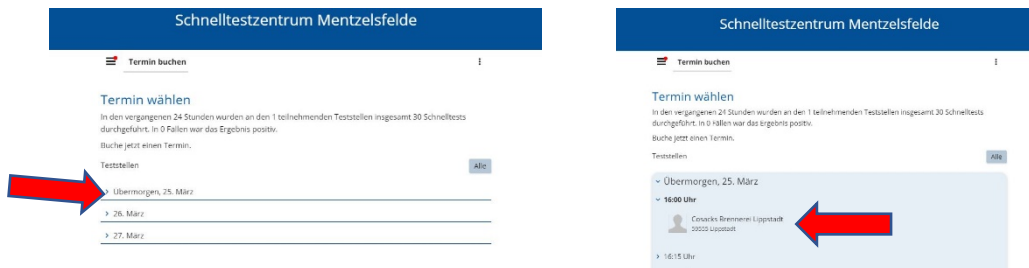 Schnelltestzentrum Mentzelsfelde
Termin buchen
Termin wählen
In den vergangenen 24 Stunden wurden an den 1 teilnehmenden Teststellen insgesamt 30 Schnelltests
durchgeführt. In 0 Fällen war das Ergebnis positiv.
Buche jetzt einen Termin.
Teststellen
Alle
Übermorgen, 25. März
26. März
27. März
Schnelltestzentrum Mentzelsfelde
Termin buchen
Termin wählen
In den vergangenen 24 Stunden wurden an den 1 teilnehmenden Teststellen insgesamt 30 Schnelltests
durchgeführt. In 0 Fällen war das Ergebnis positiv.
Buche jetzt einen Termin.
Teststellen
Alle
Übermorgen, 25. März
16:00 Uhr
Cosacks Brennerei Lippstadt
Lippstadt
16:15 Uhr